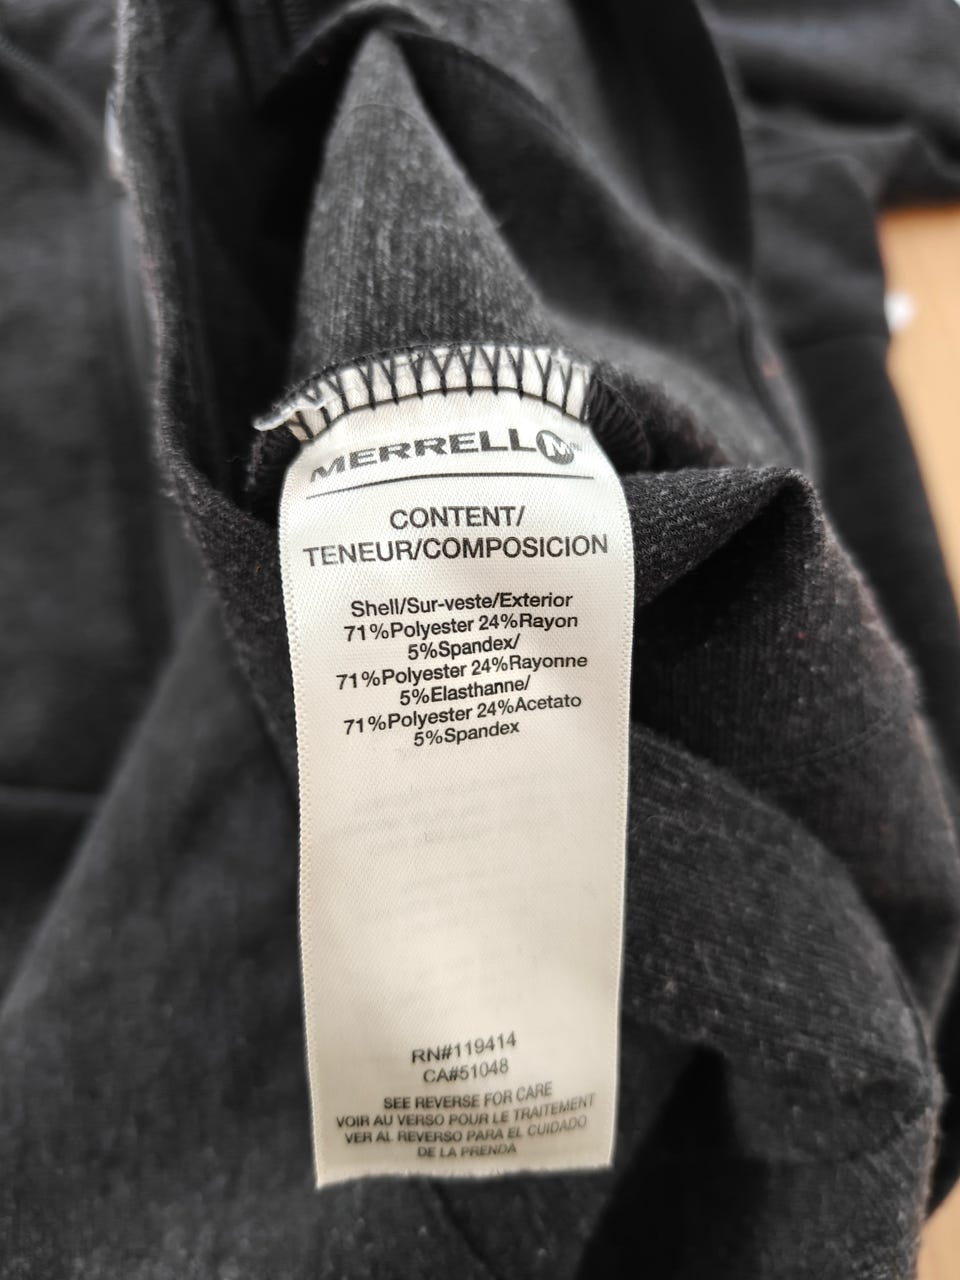 MERRELL M
CONTENT/
TENEUR/COMPOSICION
Shell/Sur-veste/Exterior
71%Polyester 24%Rayon
5%Spandex/
71%Polyester 24%Rayonne
5%Elasthanne/
71%Polyester 24%Acetato
5%Spandex
RN#119414
CA#51048
SEE REVERSE FOR CARE
VOIR AU VERSO POUR LE TRAITEMENT
VER AL REVERSO PARA EL CUIDADO
DE LA PRENDA